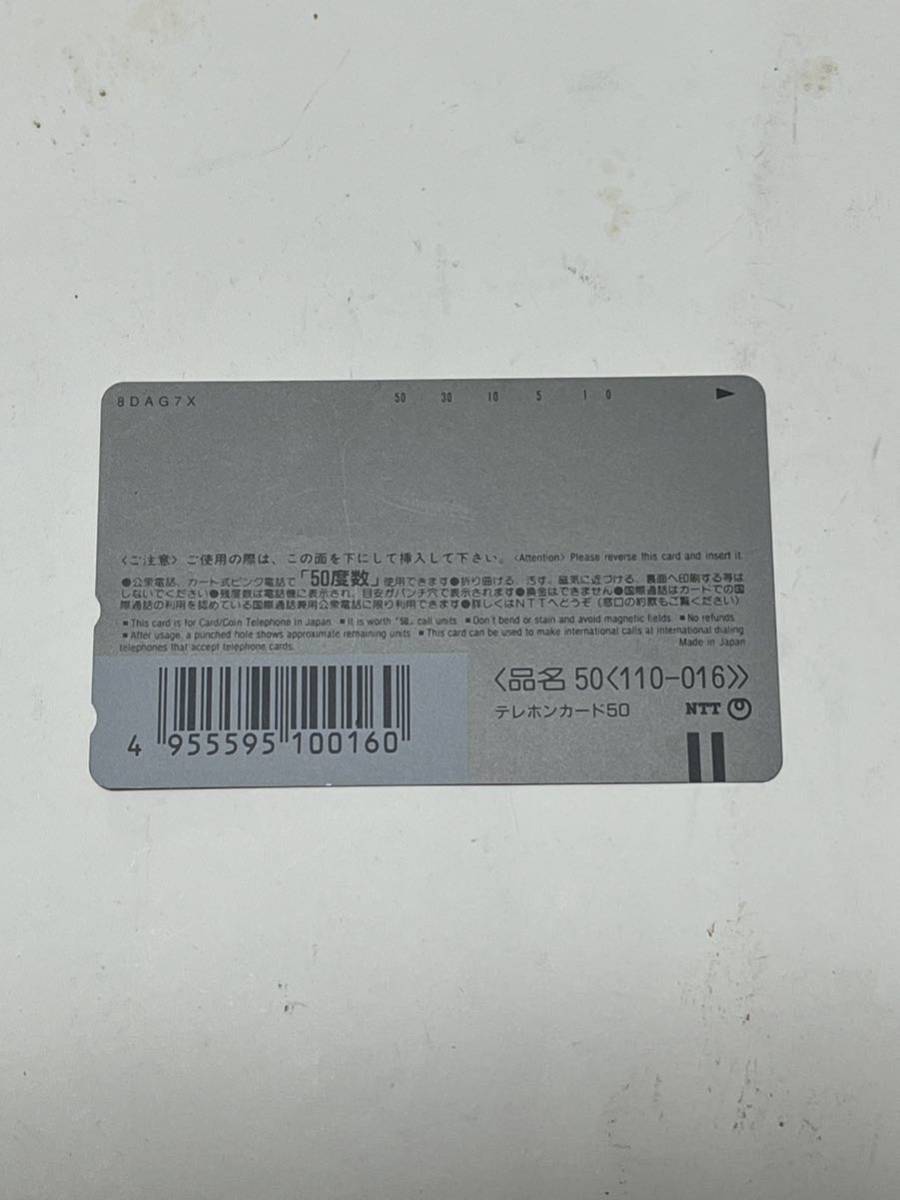 8DAG7X 50 30 10 5 1 0
〈ご注意〉ご使用の際は、この面を下にして挿入して下さい。〈Attention〉Please reverse this card and insert it.
●公衆電話、カード式ピンク電話で「50度数」使用できます●折り曲げる、汚す、磁気に近づける、裏面へ印刷する等は
しないでください●残度数は電話機に表示され、目安がパンチ穴で表示されます●換金はできません●国際通話はカードでの国
際通話の利用を認めている国際通話兼用公衆電話に限り利用できます●詳しくはNTTへどうぞ(窓口の約款もご覧ください)
■This card is for Card/Coin Telephone in Japan ■It is worth "50" call units ■Don't bend or stain and avoid magnetic fields ■No refunds
■After usage, a punched hole shows approximate remaining units ■This card can be used to make international calls at international dialing
telephones that accept telephone cards. Made in Japan
〈品名 50〈110-016〉〉
テレホンカード50 NTT
4 955595 100160